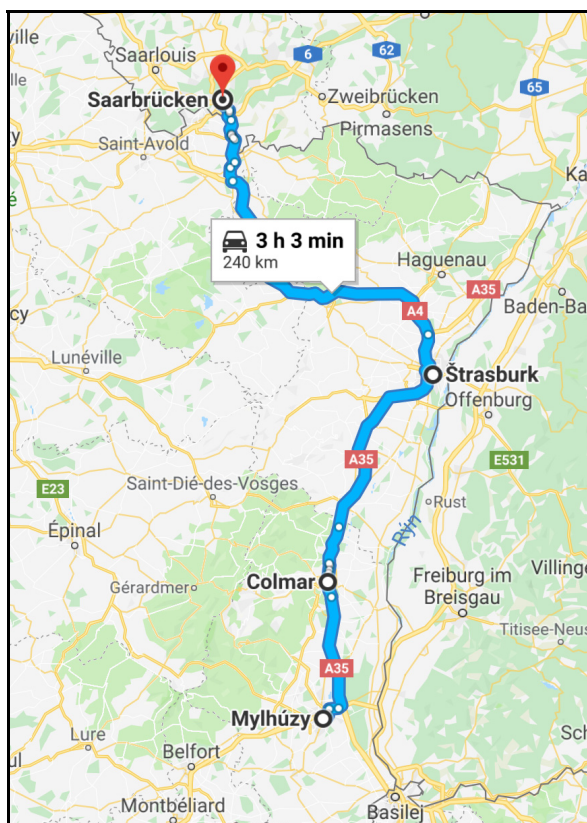 ville
Saarlouis
6
62
Saarbrücken
Zweibrücken
65
Pirmasens
Saint-Avold
Ka
3 h 3 min
240 km
Haguenau
A35
Baden-Ba
cy
A4
Lunéville
Štrasburk
Offenburg
A35
E531
Saint-Dié-des-Vosges
E23
Rust
Rýn
Épinal
Villinge
Colmar
Freiburg im
Breisgau
Gérardmer
Titisee-Neus
A35
Mylhúzy
Lure
Sch
ul
Belfort
Montbéliard
Basilej